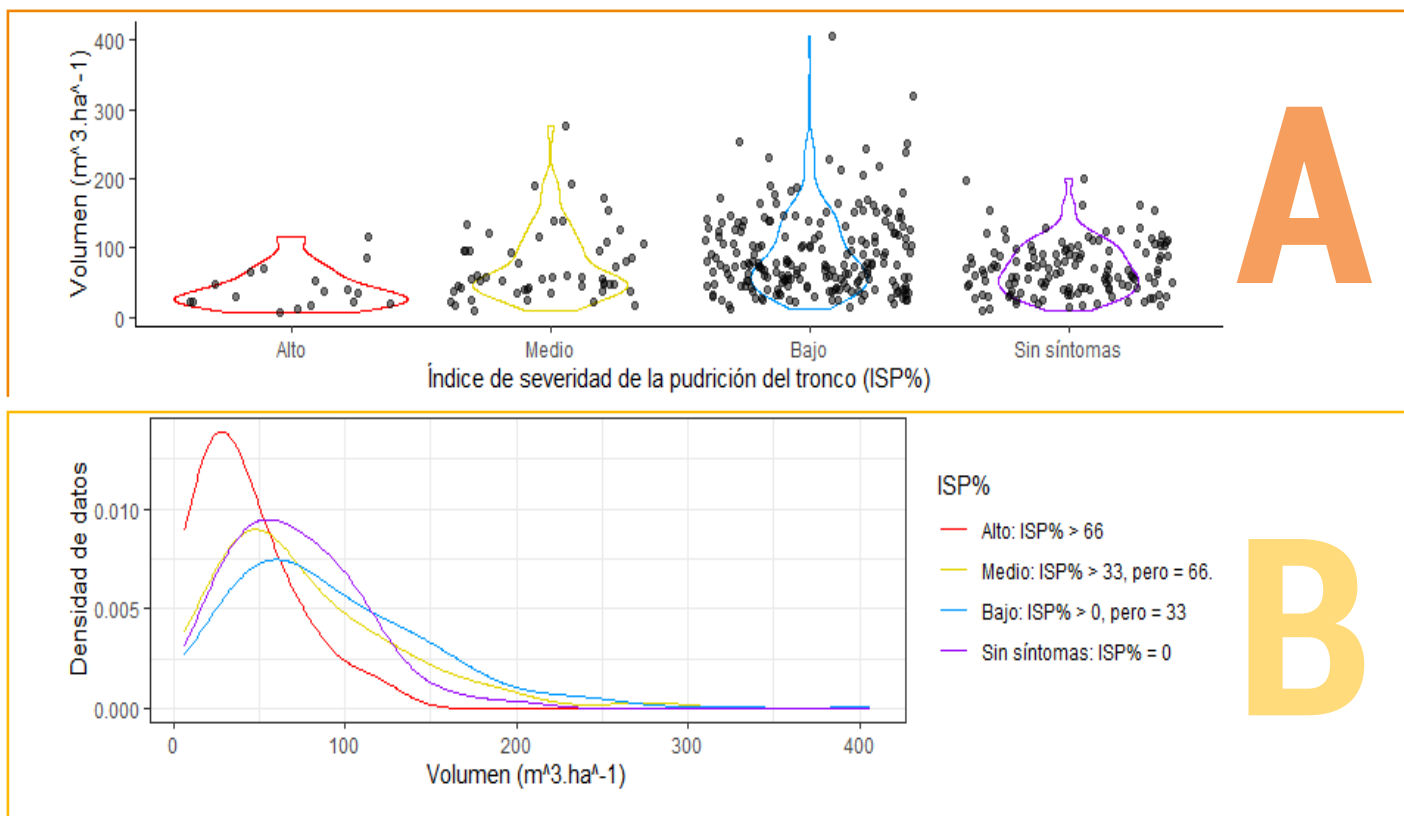 400
300
200
100
0
Volumen (m^3.ha^-1)
Alto
Medio
Bajo
Sin síntomas
Índice de severidad de la pudrición del tronco (ISP%)
A
0.010
0.005
0.000
Densidad de datos
0
100
200
300
400
Volumen (m^3.ha^-1)
ISP%
Alto: ISP% > 66
Medio: ISP% > 33, pero = 66.
Bajo: ISP% > 0, pero = 33
Sin síntomas: ISP% = 0
B